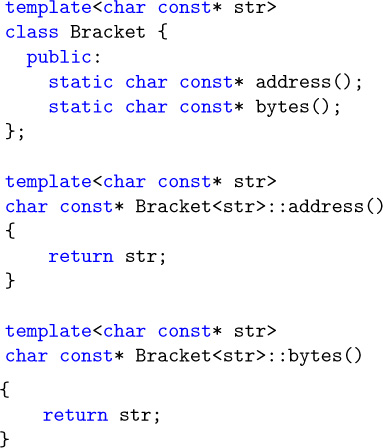 template<char const* str>
class Bracket {
  public:
    static char const* address();
    static char const* bytes();
};

template<char const* str>
char const* Bracket<str>::address()
{
    return str;
}

template<char const* str>
char const* Bracket<str>::bytes()
{
    return str;
}